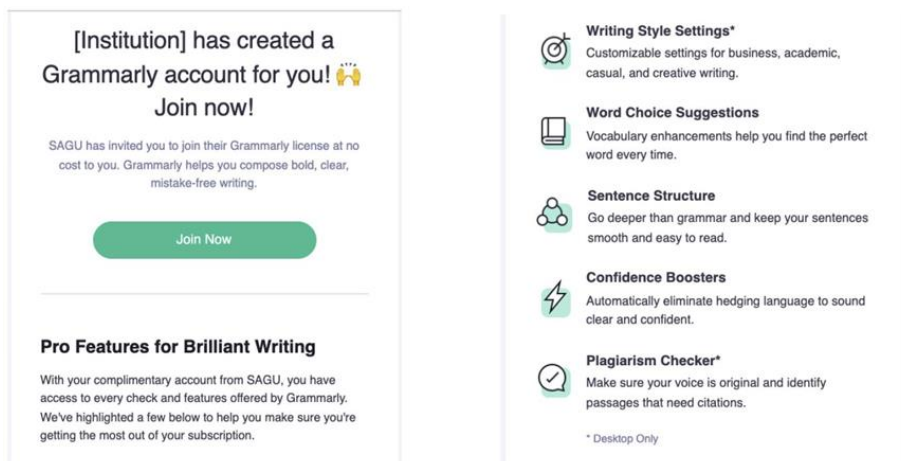 [Institution] has created a
Grammarly account for you! 🙌
Join now!
SAGU has invited you to join their Grammarly license at no
cost to you. Grammarly helps you compose bold, clear,
mistake-free writing.
Join Now
Pro Features for Brilliant Writing
With your complimentary account from SAGU, you have
access to every check and features offered by Grammarly.
We've highlighted a few below to help you make sure you're
getting the most out of your subscription.
Writing Style Settings*
Customizable settings for business, academic,
casual, and creative writing.
Word Choice Suggestions
Vocabulary enhancements help you find the perfect
word every time.
Sentence Structure
Go deeper than grammar and keep your sentences
smooth and easy to read.
Confidence Boosters
Automatically eliminate hedging language to sound
clear and confident.
Plagiarism Checker*
Make sure your voice is original and identify
passages that need citations.
* Desktop Only